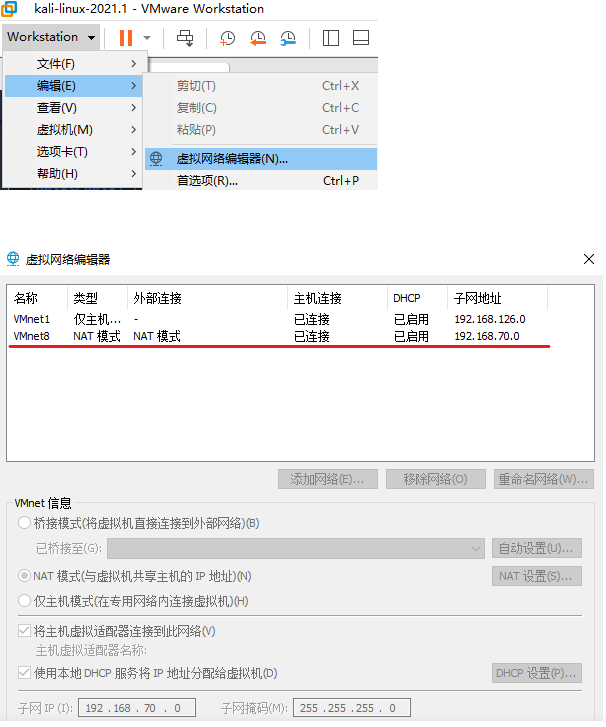 kali-linux-2021.1 - VMware Workstation
Workstation
文件(F)
编辑(E)
剪切(T) Ctrl+X
查看(V)
复制(C) Ctrl+C
虚拟机(M)
粘贴(P) Ctrl+V
选项卡(T)
虚拟网络编辑器(N)...
帮助(H)
首选项(R)... Ctrl+P
虚拟网络编辑器
名称 类型 外部连接 主机连接 DHCP 子网地址
VMnet1 仅主机... - 已连接 已启用 192.168.126.0
VMnet8 NAT 模式 NAT 模式 已连接 已启用 192.168.70.0
添加网络(E)... 移除网络(O) 重命名网络(W)...
VMnet 信息
桥接模式(将虚拟机直接连接到外部网络)(B)
已桥接至(G): 自动设置(U)...
NAT 模式(与虚拟机共享主机的 IP 地址)(N) NAT 设置(S)...
仅主机模式(在专用网络内连接虚拟机)(H)
将主机虚拟适配器连接到此网络(V)
主机虚拟适配器名称:
使用本地 DHCP 服务将 IP 地址分配给虚拟机(D) DHCP 设置(P)...
子网 IP (I): 192 . 168 . 70 . 0 子网掩码(M): 255 . 255 . 255 . 0